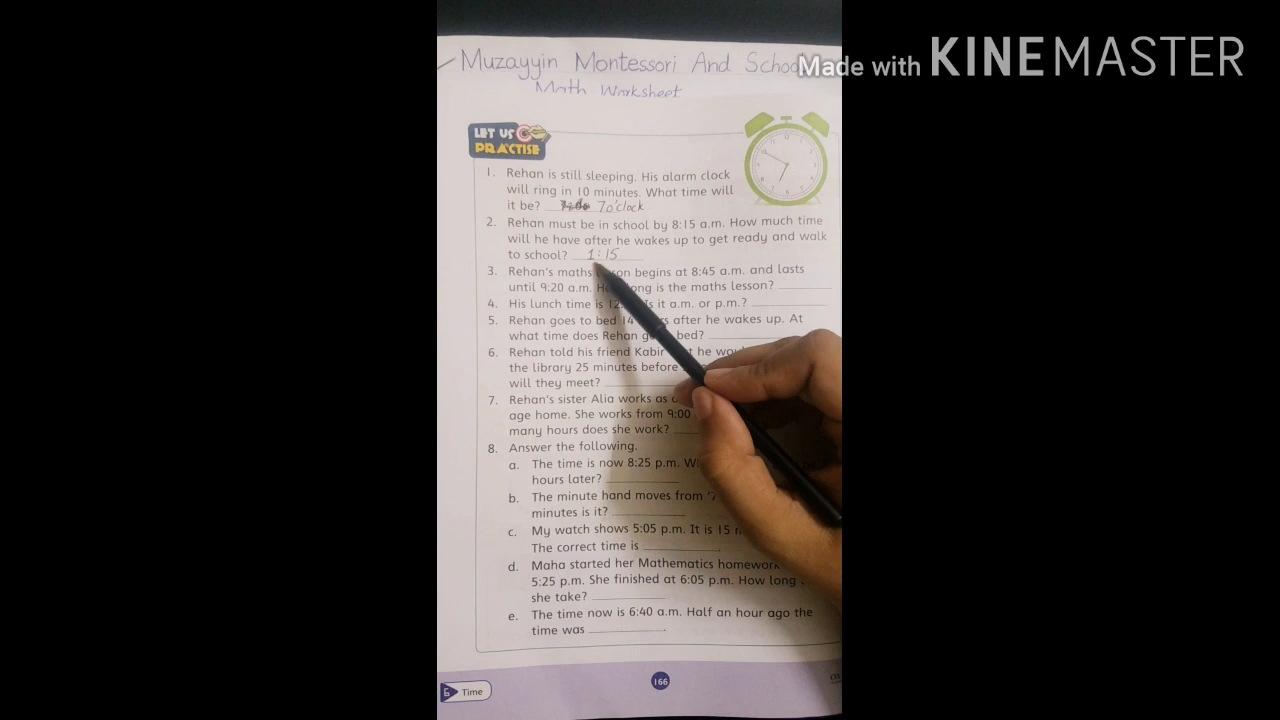 Made with KINEMASTER
Muzayyin Montessori And School
Math Worksheet
LET US
PRACTISE
1. Rehan is still sleeping. His alarm clock
will ring in 10 minutes. What time will
it be? 7 o'clock
2. Rehan must be in school by 8:15 a.m. How much time
will he have after he wakes up to get ready and walk
to school? 1:15
3. Rehan's maths begins at 8:45 a.m. and lasts
until 9:20 a.m. long is the maths lesson?
4. His lunch time is Is it a.m. or p.m.?
5. Rehan goes to bed 14 after he wakes up. At
what time does Rehan bed?
6. Rehan told his friend Kabir he
the library 25 minutes before
will they meet?
7. Rehan's sister Alia works as
age home. She works from 9:00
many hours does she work?
8. Answer the following.
a. The time is now 8:25 p.m.
hours later?
b. The minute hand moves from
minutes is it?
c. My watch shows 5:05 p.m. It is 15
The correct time is
d. Maha started her Mathematics homework
5:25 p.m. She finished at 6:05 p.m. How long
she take?
e. The time now is 6:40 a.m. Half an hour ago the
time was
Time
166